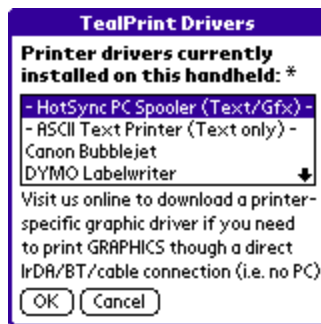 TealPrint Drivers
Printer drivers currently
installed on this handheld: *
- HotSync PC Spooler (Text/Gfx) -
- ASCII Text Printer (Text only) -
Canon Bubblejet
DYMO Labelwriter
Visit us online to download a printer-
specific graphic driver if you need
to print GRAPHICS though a direct
IrDA/BT/cable connection (i.e. no PC)
OK Cancel